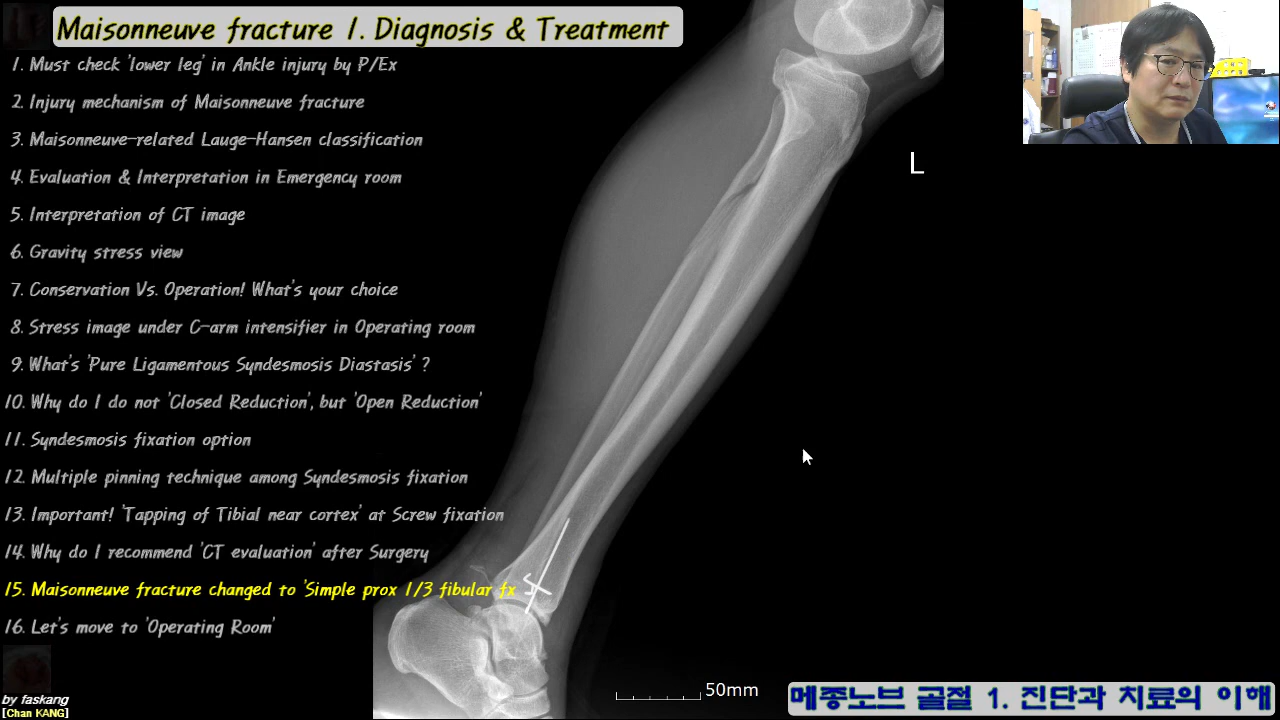 Maisonneuve fracture 1. Diagnosis & Treatment
1. Must check 'lower leg' in Ankle injury by P/Ex
2. Injury mechanism of Maisonneuve fracture
3. Maisonneuve-related Lauge-Hansen classification
4. Evaluation & Interpretation in Emergency room
5. Interpretation of CT image
6. Gravity stress view
7. Conservation Vs. Operation! What's your choice
8. Stress image under C-arm intensifier in Operating room
9. What's 'Pure Ligamentous Syndesmosis Diastasis' ?
10. Why do I do not 'Closed Reduction', but 'Open Reduction'
11. Syndesmosis fixation option
12. Multiple pinning technique among Syndesmosis fixation
13. Important! 'Tapping of Tibial near cortex' at Screw fixation
14. Why do I recommend 'CT evaluation' after Surgery
15. Maisonneuve fracture changed to 'Simple prox 1/3 fibular fx
16. Let's move to 'Operating Room'
L
50mm
by faskang
[Chan KANG]
메종노브 골절 1. 진단과 치료의 이해